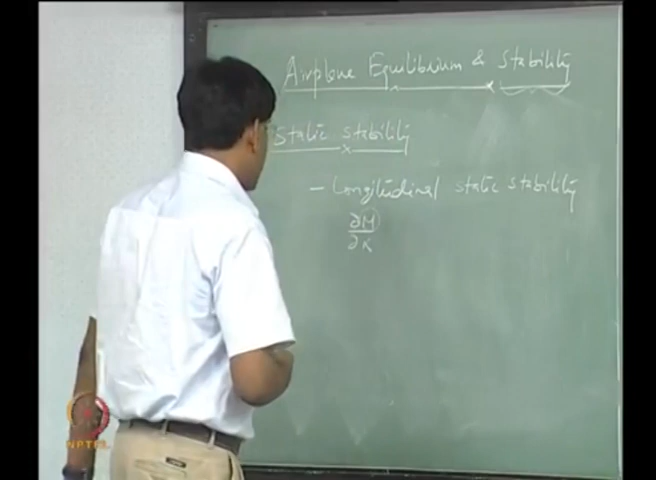 Airplane Equilibrium & Stability
Static stability
- Longitudinal static stability
∂M
∂α
NPTEL